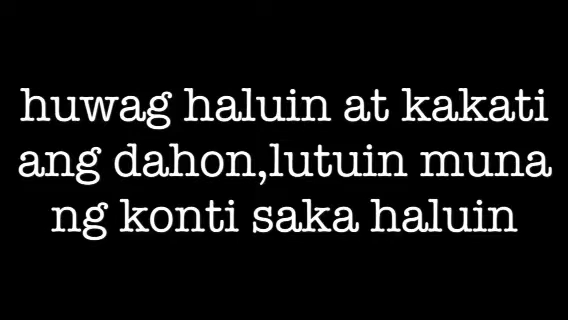 huwag haluin at kakati
ang dahon,lutuin muna
ng konti saka haluin